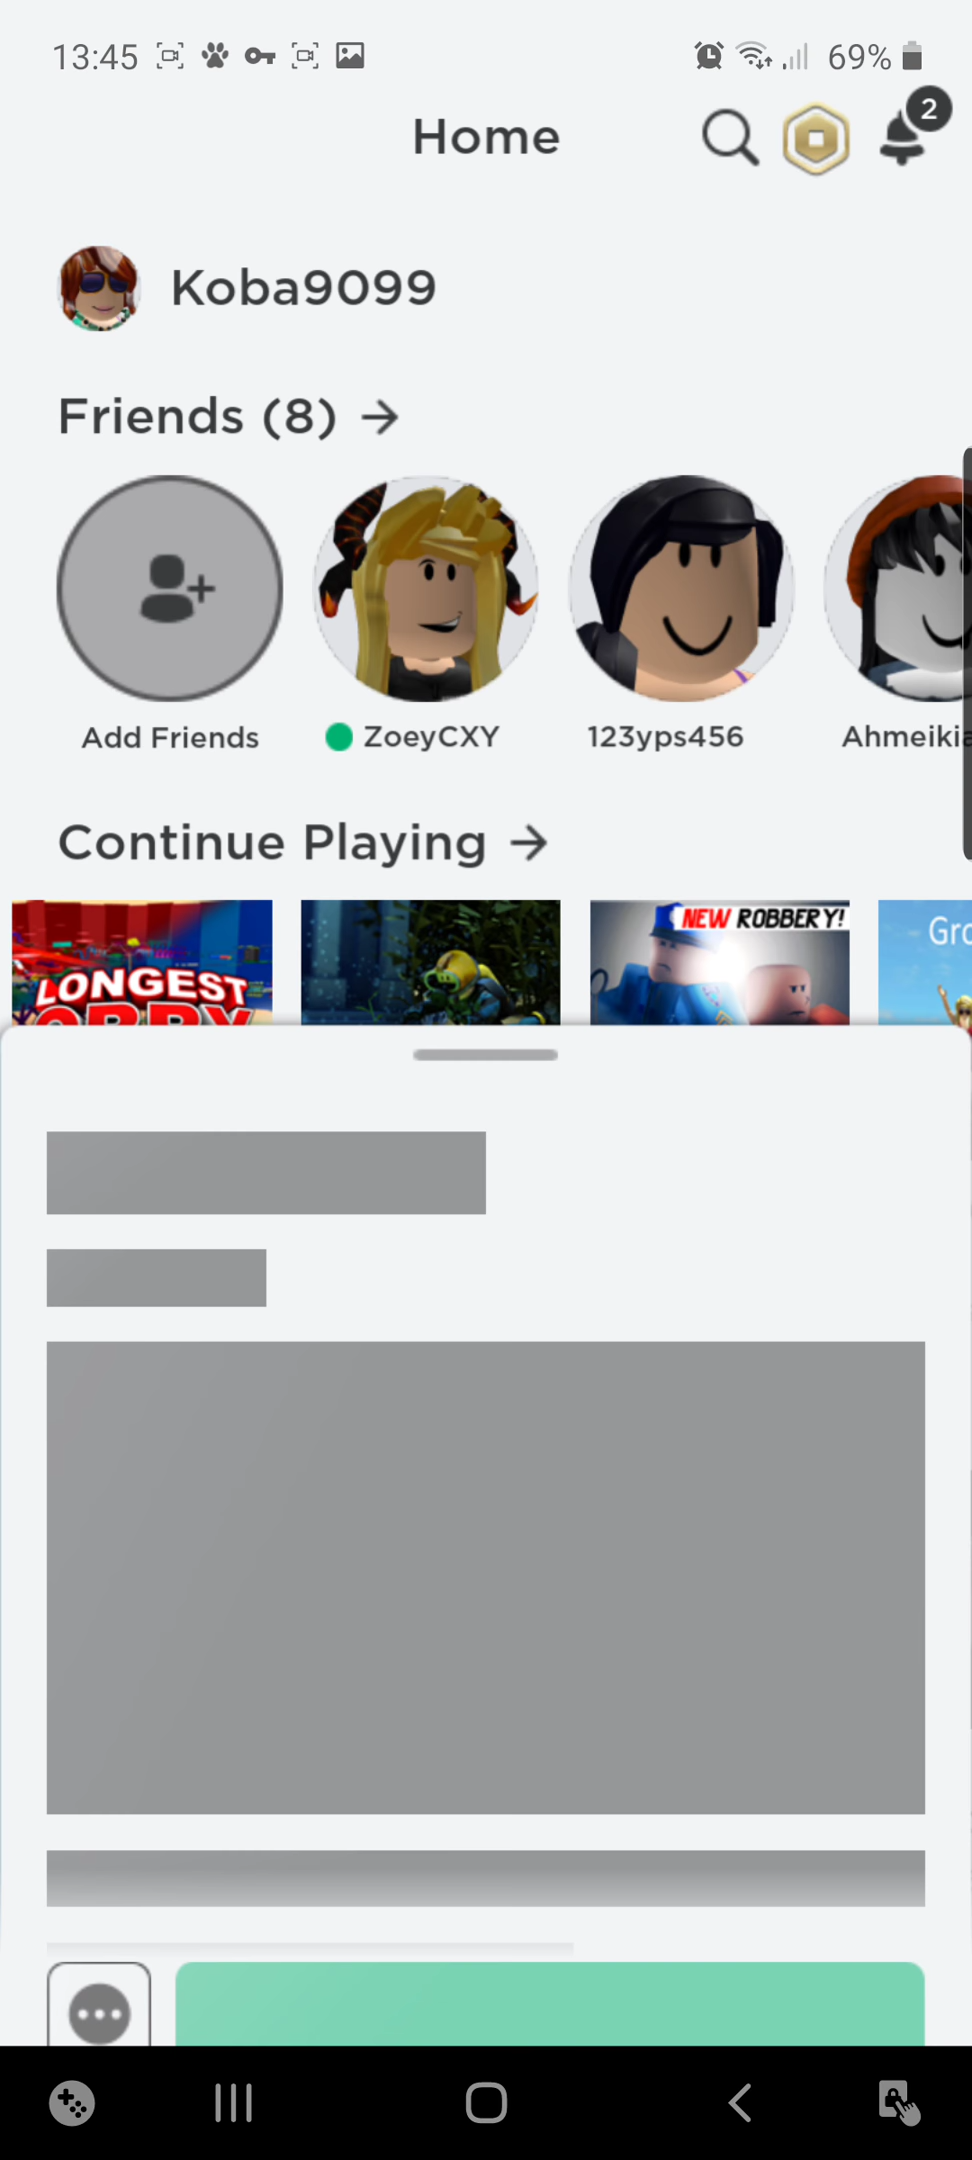 13:45 69%
Home 2
Koba9099
Friends (8) →
Add Friends ZoeyCXY 123yps456
Continue Playing →
LONGEST
NEW ROBBERY!